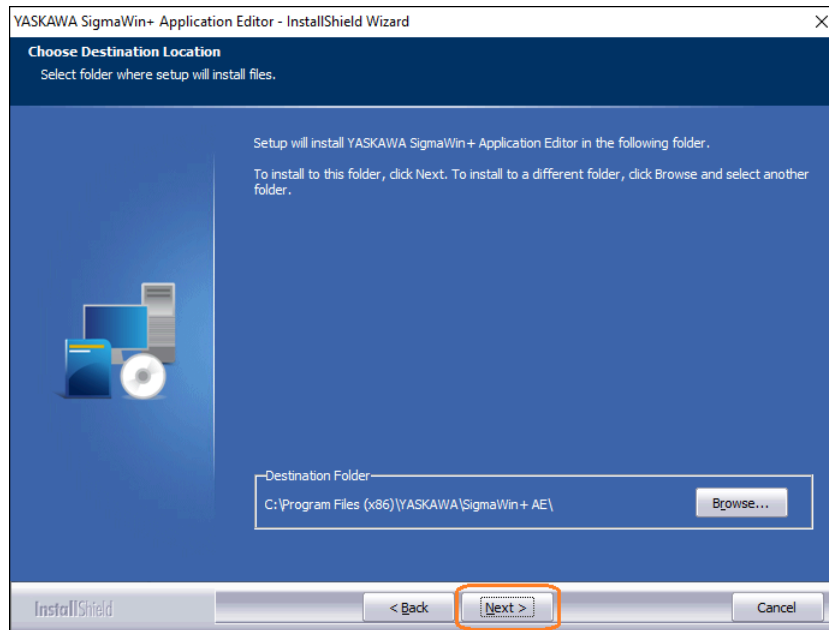 YASKAWA SigmaWin+ Application Editor - InstallShield Wizard
Choose Destination Location
Select folder where setup will install files.
Setup will install YASKAWA SigmaWin+ Application Editor in the following folder.
To install to this folder, click Next. To install to a different folder, click Browse and select another
folder.
Destination Folder
C:\Program Files (x86)\YASKAWA\SigmaWin+ AE\
Browse...
InstallShield
< Back
Next >
Cancel